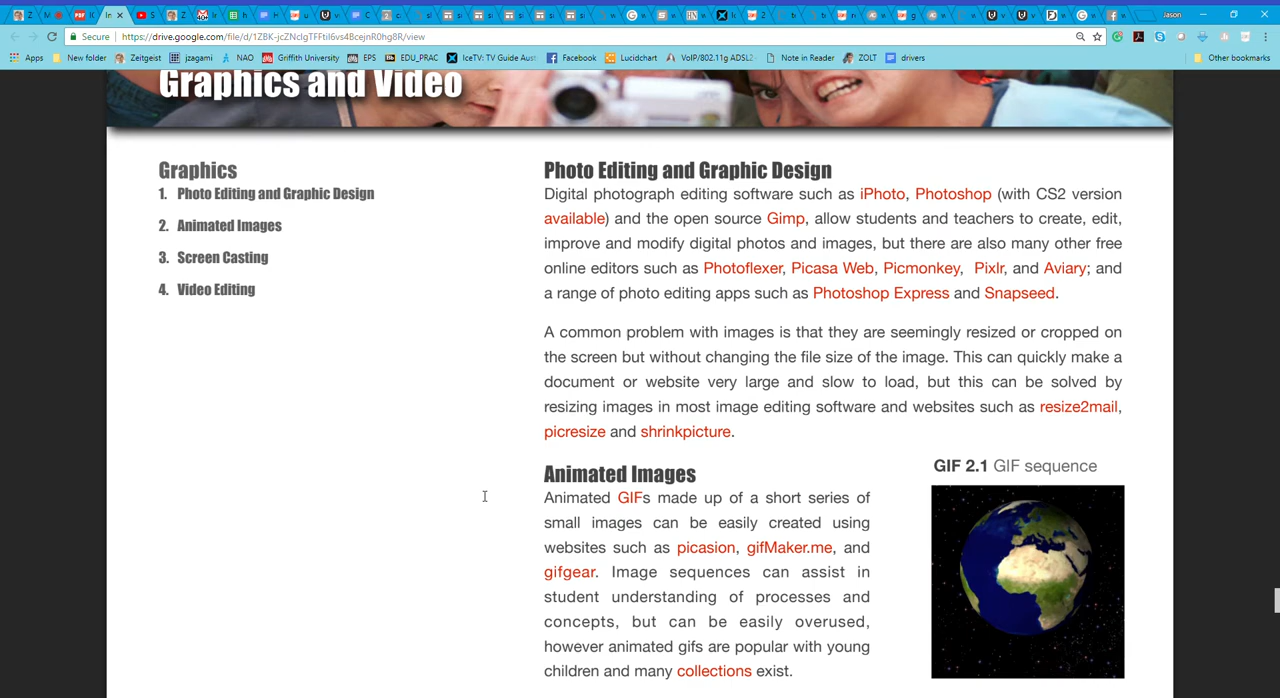 Jason
Secure
https://drive.google.com/file/d/1ZBK-jcZNclgTFFtil6vs4BcejnR0hg8R/view
Apps New folder Zeitgeist jzagami NAO Griffith University EPS EDU_PRAC IceTV: TV Guide Aust Facebook Lucidchart VoIP/802.11g ADSL2 Note in Reader ZOLT drivers Other bookmarks
Graphics and Video
Graphics
1. Photo Editing and Graphic Design
2. Animated Images
3. Screen Casting
4. Video Editing
Photo Editing and Graphic Design
Digital photograph editing software such as iPhoto, Photoshop (with CS2 version
available) and the open source Gimp, allow students and teachers to create, edit,
improve and modify digital photos and images, but there are also many other free
online editors such as Photoflexer, Picasa Web, Picmonkey, Pixlr, and Aviary; and
a range of photo editing apps such as Photoshop Express and Snapseed.
A common problem with images is that they are seemingly resized or cropped on
the screen but without changing the file size of the image. This can quickly make a
document or website very large and slow to load, but this can be solved by
resizing images in most image editing software and websites such as resize2mail,
picresize and shrinkpicture.
Animated Images
Animated GIFs made up of a short series of
small images can be easily created using
websites such as picasion, gifMaker.me, and
gifgear. Image sequences can assist in
student understanding of processes and
concepts, but can be easily overused,
however animated gifs are popular with young
children and many collections exist.
GIF 2.1 GIF sequence